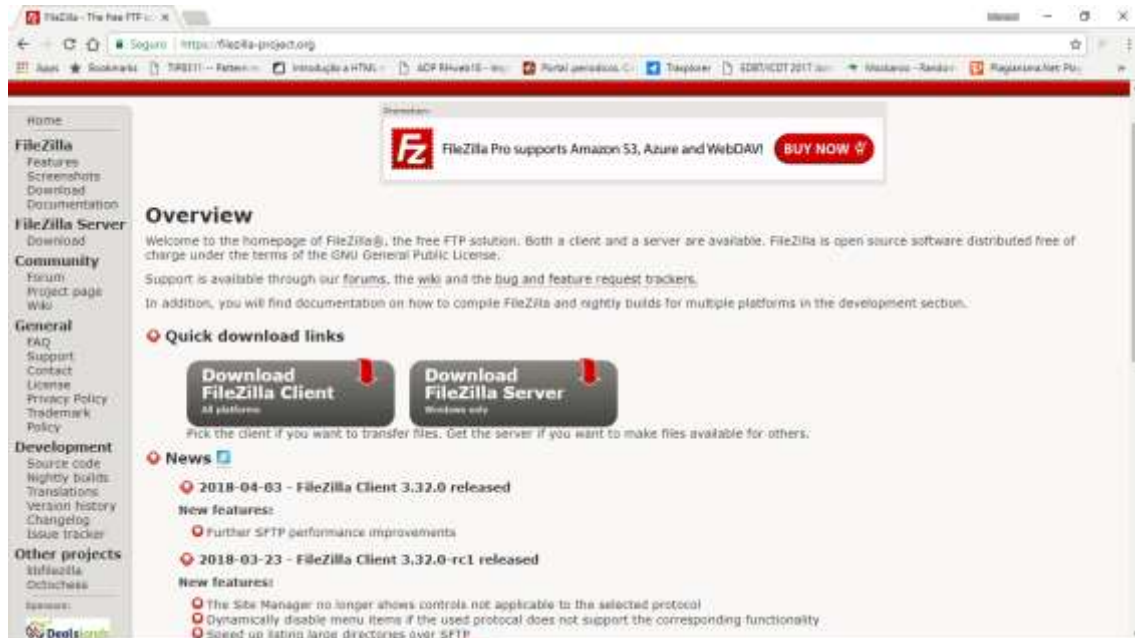 FileZilla - The free FTP
Seguro https://filezilla-project.org
Apps Bookmarks Introdução a HTML
Home
FileZilla
Features
Screenshots
Download
Documentation
FileZilla Server
Download
Community
Forum
Project page
Wiki
General
FAQ
Support
Contact
License
Privacy Policy
Trademark
Policy
Development
Source code
Nightly builds
Translations
Version history
Changelog
Issue tracker
Other projects
Octochess
Sponsors:
Promotion:
FileZilla Pro supports Amazon S3, Azure and WebDAV!
BUY NOW
Overview
Welcome to the homepage of FileZilla®, the free FTP solution. Both a client and a server are available. FileZilla is open source software distributed free of
charge under the terms of the GNU General Public License.
Support is available through our forums, the wiki and the bug and feature request trackers.
In addition, you will find documentation on how to compile FileZilla and nightly builds for multiple platforms in the development section.
Quick download links
Download
FileZilla Client
All platforms
Download
FileZilla Server
Windows only
Pick the client if you want to transfer files. Get the server if you want to make files available for others.
News
2018-04-03 - FileZilla Client 3.32.0 released
New features:
Further SFTP performance improvements
2018-03-23 - FileZilla Client 3.32.0-rc1 released
New features:
The Site Manager no longer shows controls not applicable to the selected protocol
Dynamically disable menu items if the used protocal does not support the corresponding functionality
Speed up listing large directories over SFTP